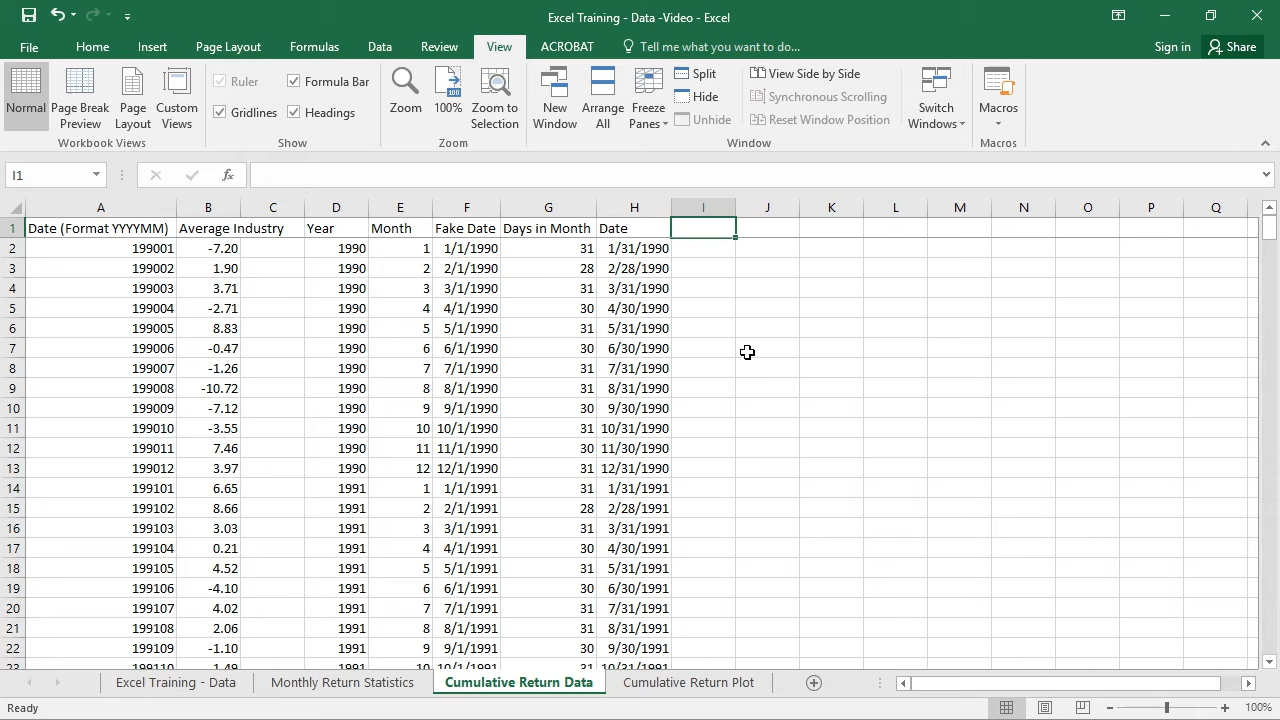 Excel Training - Data -Video - Excel
File Home Insert Page Layout Formulas Data Review View ACROBAT Tell me what you want to do... Sign in Share
Normal
Page Break Preview
Page Layout
Custom Views
Workbook Views
Ruler
Formula Bar
Gridlines
Headings
Show
Zoom
100%
Zoom to Selection
Zoom
New Window
Arrange All
Freeze Panes
Split
Hide
Unhide
View Side by Side
Synchronous Scrolling
Reset Window Position
Window
Switch Windows
Macros
Macros
I1
fx
A B C D E F G H I J K L M N O P Q
1 Date (Format YYYYMM) Average Industry Year Month Fake Date Days in Month Date
2 199001 -7.20 1990 1 1/1/1990 31 1/31/1990
3 199002 1.90 1990 2 2/1/1990 28 2/28/1990
4 199003 3.71 1990 3 3/1/1990 31 3/31/1990
5 199004 -2.71 1990 4 4/1/1990 30 4/30/1990
6 199005 8.83 1990 5 5/1/1990 31 5/31/1990
7 199006 -0.47 1990 6 6/1/1990 30 6/30/1990
8 199007 -1.26 1990 7 7/1/1990 31 7/31/1990
9 199008 -10.72 1990 8 8/1/1990 31 8/31/1990
10 199009 -7.12 1990 9 9/1/1990 30 9/30/1990
11 199010 -3.55 1990 10 10/1/1990 31 10/31/1990
12 199011 7.46 1990 11 11/1/1990 30 11/30/1990
13 199012 3.97 1990 12 12/1/1990 31 12/31/1990
14 199101 6.65 1991 1 1/1/1991 31 1/31/1991
15 199102 8.66 1991 2 2/1/1991 28 2/28/1991
16 199103 3.03 1991 3 3/1/1991 31 3/31/1991
17 199104 0.21 1991 4 4/1/1991 30 4/30/1991
18 199105 4.52 1991 5 5/1/1991 31 5/31/1991
19 199106 -4.10 1991 6 6/1/1991 30 6/30/1991
20 199107 4.02 1991 7 7/1/1991 31 7/31/1991
21 199108 2.06 1991 8 8/1/1991 31 8/31/1991
22 199109 -1.10 1991 9 9/1/1991 30 9/30/1991
23 199110 1.49 1991 10 10/1/1991 31 10/31/1991
Excel Training - Data Monthly Return Statistics Cumulative Return Data Cumulative Return Plot
Ready 100%